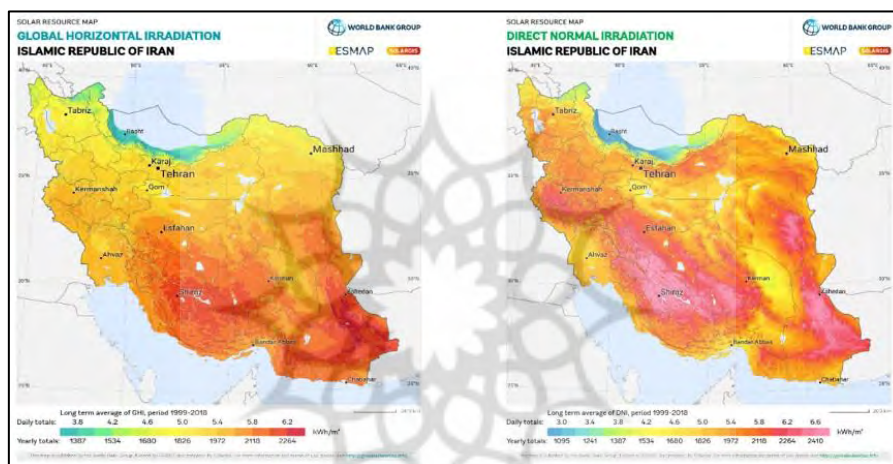 SOLAR RESOURCE MAP
GLOBAL HORIZONTAL IRRADIATION
ISLAMIC REPUBLIC OF IRAN
WORLD BANK GROUP
ESMAP
SOLARGIS
Tabriz
Rasht
Karaj
Tehran
Mashhad
Qom
Kermanshah
Esfahan
Ahvaz
Kerman
Shiraz
Zahedan
Bandar Abbas
Chabahar
Long term average of GHI, period 1999-2018
Daily totals: 3.8 4.2 4.6 5.0 5.4 5.8 6.2
Yearly totals: 1387 1534 1680 1826 1972 2118 2264
kWh/m²
SOLAR RESOURCE MAP
DIRECT NORMAL IRRADIATION
ISLAMIC REPUBLIC OF IRAN
WORLD BANK GROUP
ESMAP
SOLARGIS
Tabriz
Rasht
Karaj
Tehran
Mashhad
Qom
Kermanshah
Esfahan
Ahvaz
Kerman
Shiraz
Zahedan
Bandar Abbas
Chabahar
Long term average of DNI, period 1999-2018
Daily totals: 3.0 3.4 3.8 4.2 4.6 5.0 5.4 5.8 6.2 6.6
Yearly totals: 1095 1241 1387 1534 1680 1826 1972 2118 2264 2410
kWh/m²